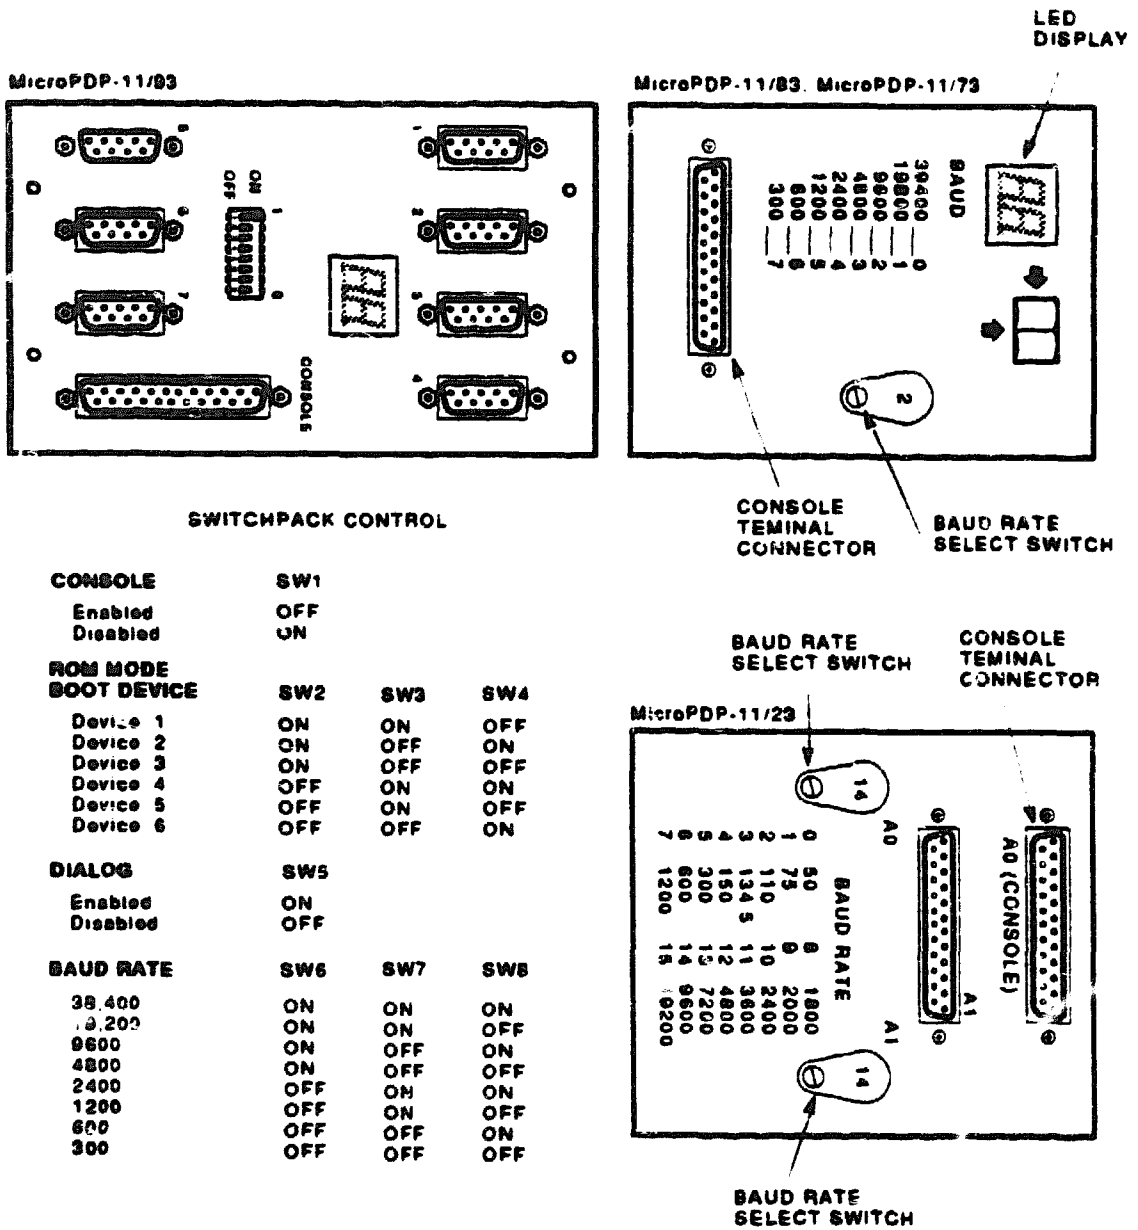 LED
DISPLAY
MicroPDP-11/93
MicroPDP-11/83, MicroPDP-11/73
5
6
7
1
2
3
4
OFF
ON
1
8
CONSOLE
BAUD
38400 0
19200 1
9600 2
4800 3
2400 4
1200 5
600 6
300 7
2
CONSOLE
TEMINAL
CONNECTOR
BAUD RATE
SELECT SWITCH
SWITCHPACK CONTROL
CONSOLE SW1
Enabled OFF
Disabled ON
ROM MODE
BOOT DEVICE SW2 SW3 SW4
Device 1 ON ON OFF
Device 2 ON OFF ON
Device 3 ON OFF OFF
Device 4 OFF ON ON
Device 5 OFF ON OFF
Device 6 OFF OFF ON
DIALOG SW5
Enabled ON
Disabled OFF
BAUD RATE SW6 SW7 SW8
38,400 ON ON ON
19,200 ON ON OFF
9600 ON OFF ON
4800 ON OFF OFF
2400 OFF ON ON
1200 OFF ON OFF
600 OFF OFF ON
300 OFF OFF OFF
BAUD RATE
SELECT SWITCH
CONSOLE
TEMINAL
CONNECTOR
MicroPDP-11/23
14
A0
A0 (CONSOLE)
A1
BAUD RATE
0 50 8 1800
1 75 9 2000
2 110 10 2400
3 134.5 11 3600
4 150 12 4800
5 300 13 7200
6 600 14 9600
7 1200 15 19200
A1
14
BAUD RATE
SELECT SWITCH